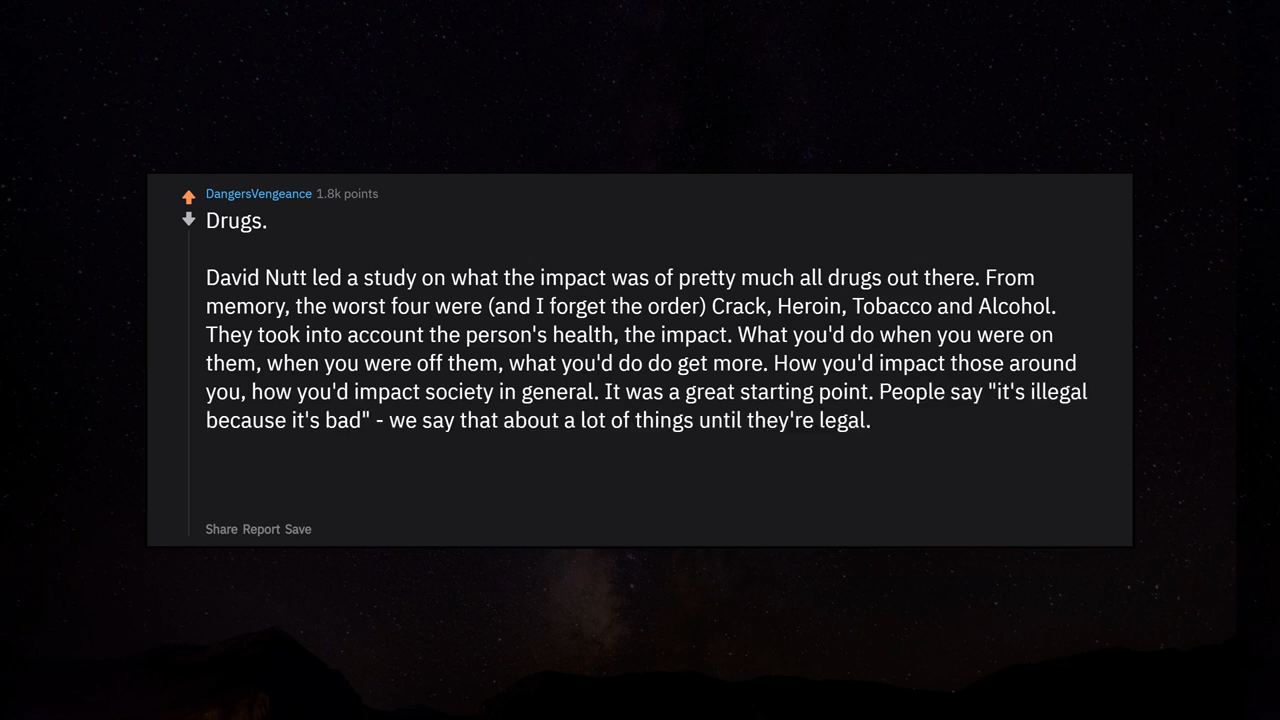 DangersVengeance 1.8k points
Drugs.
David Nutt led a study on what the impact was of pretty much all drugs out there. From
memory, the worst four were (and I forget the order) Crack, Heroin, Tobacco and Alcohol.
They took into account the person's health, the impact. What you'd do when you were on
them, when you were off them, what you'd do do get more. How you'd impact those around
you, how you'd impact society in general. It was a great starting point. People say "it's illegal
because it's bad" - we say that about a lot of things until they're legal.
Share Report Save